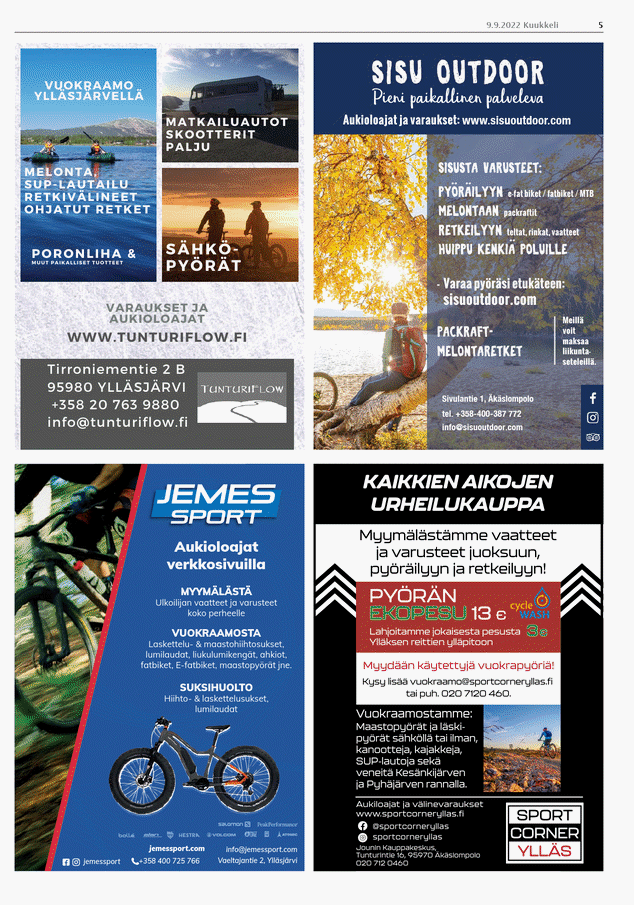 9.9.2022 Kuukkeli 5
VUOKRAAMO
YLLÄSJÄRVELLÄ
MELONTA,
SUP-LAUTAILU
RETKIVÄLINEET
OHJATUT RETKET
PORONLIHA &
MUUT PAIKALLISET TUOTTEET
MATKAILUAUTOT
SKOOTTERIT
PALJU
SÄHKÖ-
PYÖRÄT
VARAUKSET JA
AUKIOLOAJAT
WWW.TUNTURIFLOW.FI
Tirroniementie 2 B
95980 YLLÄSJÄRVI
+358 20 763 9880
info@tunturiflow.fi
TUNTURIFLOW
SISU OUTDOOR
Pieni paikallinen palveleva
Aukioloajat ja varaukset: www.sisuoutdoor.com
SISUSTA VARUSTEET:
PYÖRÄILYYN e-fat biket / fatbiket / MTB
MELONTAAN packraftit
RETKEILYYN teltat, rinkat, vaatteet
HUIPPU KENKIÄ POLUILLE
- Varaa pyöräsi etukäteen:
sisuoutdoor.com
PACKRAFT-
MELONTARETKET
Meillä
voit
maksaa
liikunta-
seteleillä.
Sivulantie 1, Äkäslompolo
tel. +358-400-387 772
info@sisuoutdoor.com
JEMES
SPORT
Aukioloajat
verkkosivuilla
MYYMÄLÄSTÄ
Ulkoilijan vaatteet ja varusteet
koko perheelle
VUOKRAAMOSTA
Laskettelu- & maastohiihtosukset,
lumilaudat, liukulumikengät, ahkiot,
fatbiket, E-fatbiket, maastopyörät jne.
SUKSIHUOLTO
Hiihto- & laskettelusukset,
lumilaudat
salomon PeakPerformance
bollé HESTRA VOLCOM ATOMIC
jemessport.com info@jemessport.com
jemessport +358 400 725 766 Vaeltajantie 2, Ylläsjärvi
KAIKKIEN AIKOJEN
URHEILUKAUPPA
Myymälästämme vaatteet
ja varusteet juoksuun,
pyöräilyyn ja retkeilyyn!
PYÖRÄN
EKOPESU 13 €
cycle WASH
Lahjoitamme jokaisesta pesusta 3€
Ylläksen reittien ylläpitoon
Myydään käytettyjä vuokrapyöriä!
Kysy lisää vuokraamo@sportcorneryllas.fi
tai puh. 020 7120 460.
Vuokraamostamme:
Maastopyörät ja läski-
pyörät sähköllä tai ilman,
kanootteja, kajakkeja,
SUP-lautoja sekä
veneitä Kesänkijärven
ja Pyhäjärven rannalla.
Aukioloajat ja välinevaraukset
www.sportcorneryllas.fi
@sportcorneryllas
sportcorneryllas
Jounin Kauppakeskus,
Tunturintie 16, 95970 Äkäslompolo
020 712 0460
SPORT
CORNER
YLLÄS